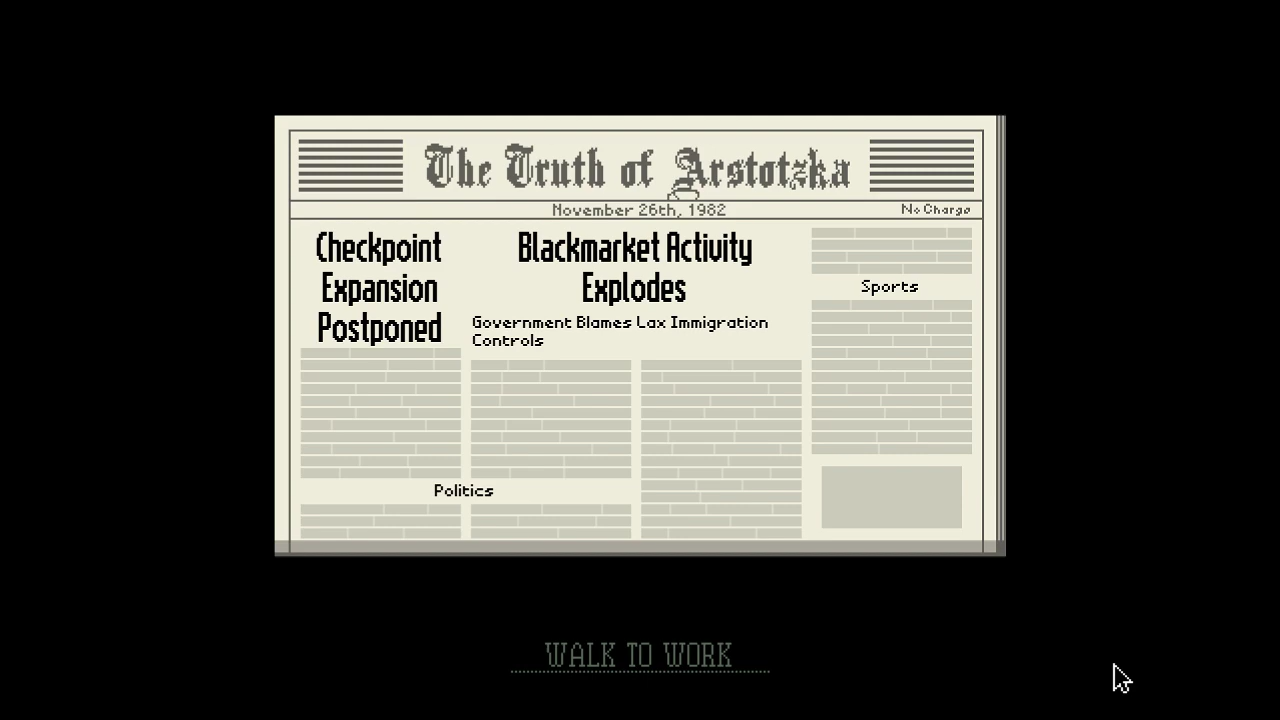 The Truth of Arstotzka
November 26th, 1982
No Charge
Checkpoint
Expansion
Postponed
Blackmarket Activity
Explodes
Government Blames Lax Immigration
Controls
Sports
Politics
WALK TO WORK